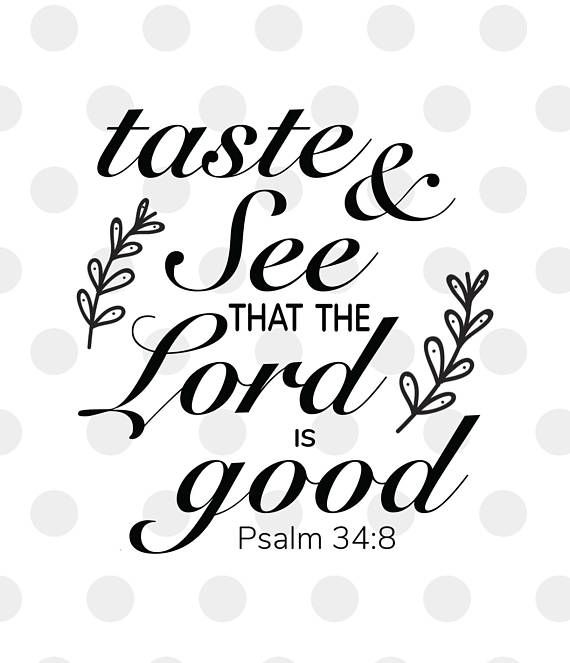 taste &
See
THAT THE
Lord
IS
good
Psalm 34:8